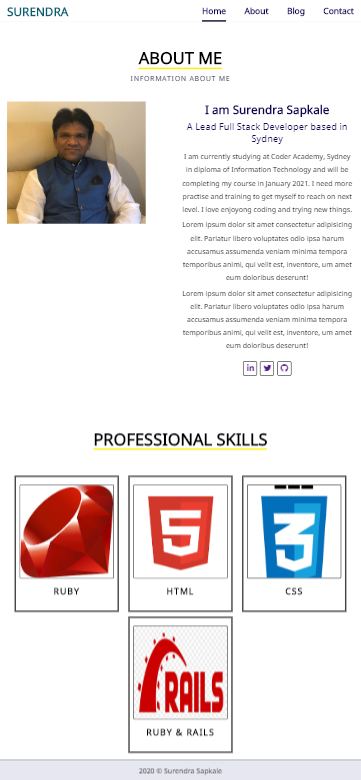 SURENDRA
Home About Blog Contact
ABOUT ME
INFORMATION ABOUT ME
I am Surendra Sapkale
A Lead Full Stack Developer based in
Sydney
I am currently studying at Coder Academy, Sydney
in diploma of Information Technology and will be
completing my course in January 2021. I need more
practise and training to get myself to reach on next
level. I love enjoyong coding and trying new things.
Lorem ipsum dolor sit amet consectetur adipisicing
elit. Pariatur libero voluptates odio ipsa harum
accusamus assumenda veniam minima tempora
temporibus animi, qui velit est, inventore, um amet
eum doloribus deserunt!
Lorem ipsum dolor sit amet consectetur adipisicing
elit. Pariatur libero voluptates odio ipsa harum
accusamus assumenda veniam minima tempora
temporibus animi, qui velit est, inventore, um amet
eum doloribus deserunt!
in
PROFESSIONAL SKILLS
5
3
RUBY
HTML
CSS
RAILS
RUBY & RAILS
2020 © Surendra Sapkale